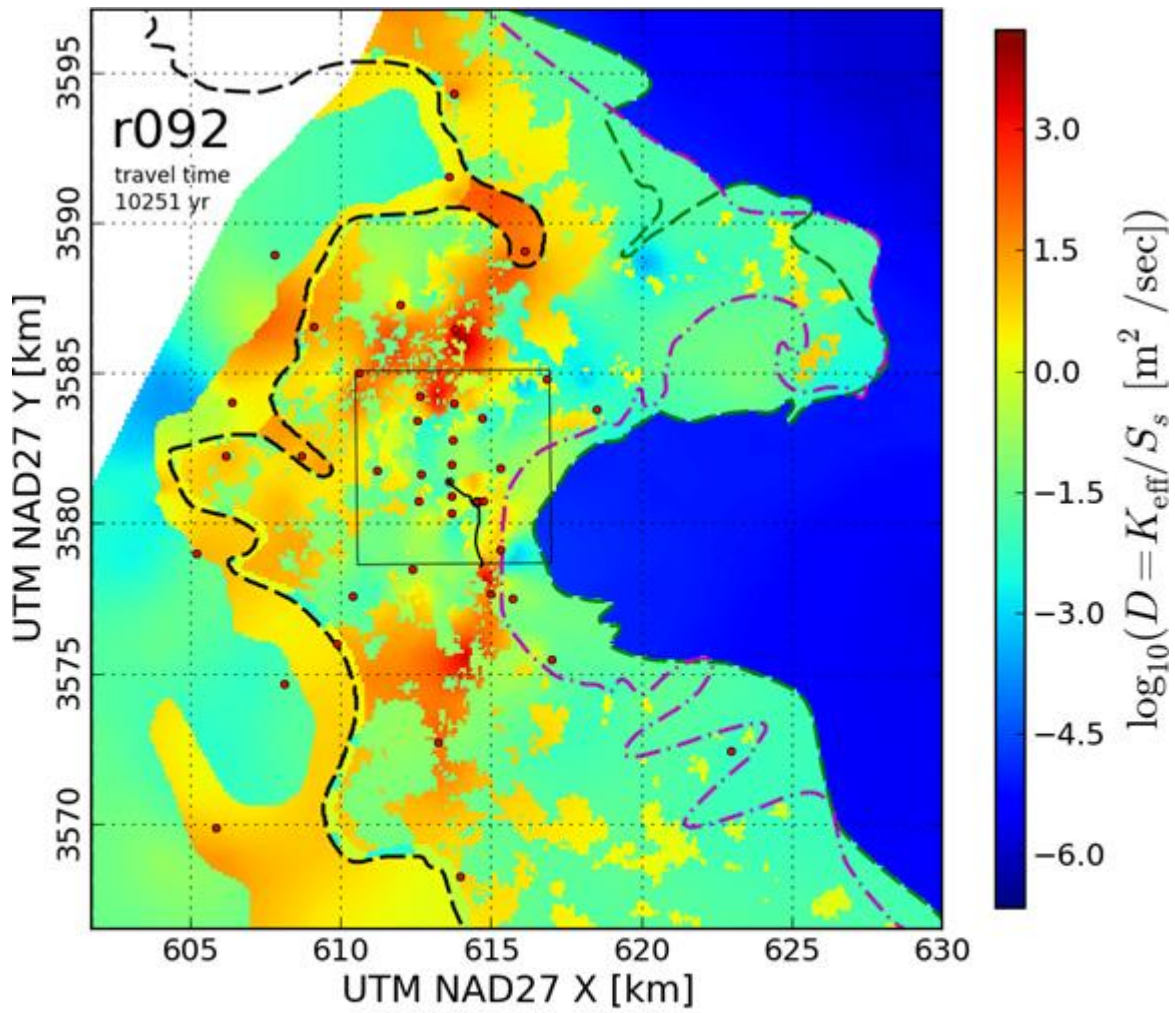 r092
travel time
10251 yr
3595
3590
3585
3580
3575
3570
UTM NAD27 Y [km]
605 610 615 620 625 630
UTM NAD27 X [km]
3.0
1.5
0.0
−1.5
−3.0
−4.5
−6.0
log₁₀(D = K_eff/S_s [m² /sec])